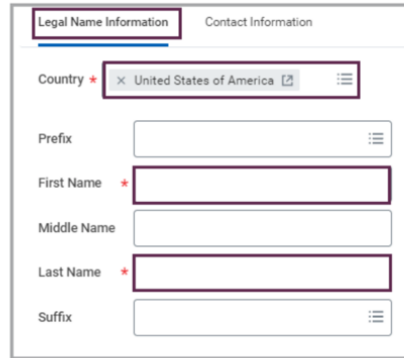 Legal Name Information Contact Information
Country * × United States of America
Prefix
First Name *
Middle Name
Last Name *
Suffix